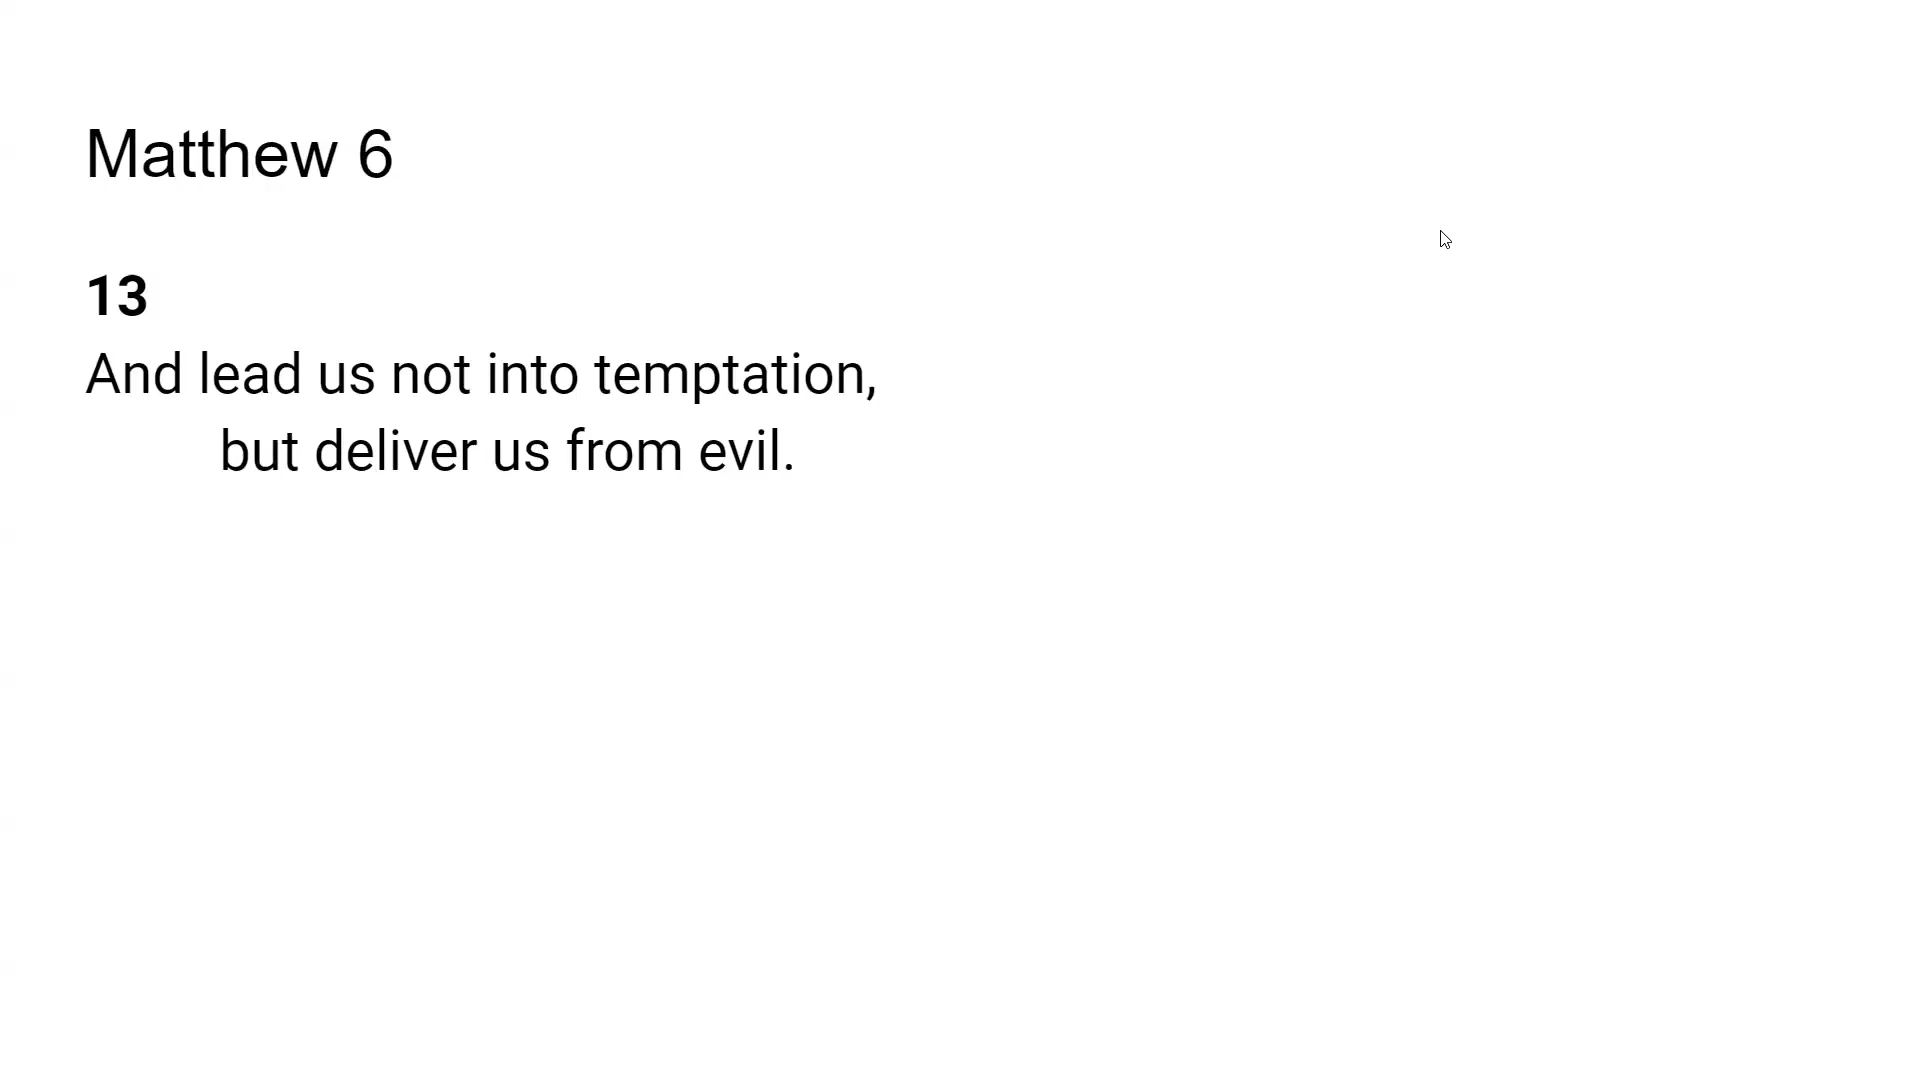 Matthew 6
13
And lead us not into temptation,
but deliver us from evil.